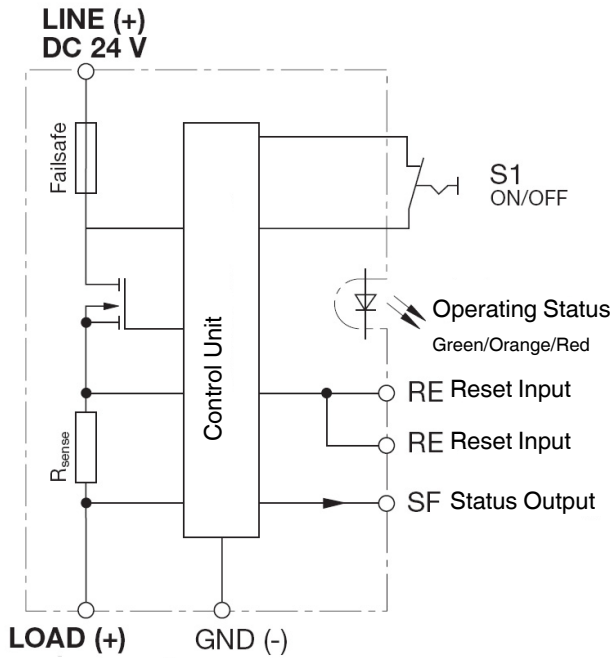 LINE (+)
DC 24 V
Failsafe
S1
ON/OFF
Operating Status
Green/Orange/Red
Control Unit
RE Reset Input
RE Reset Input
Rsense
SF Status Output
LOAD (+)
GND (-)